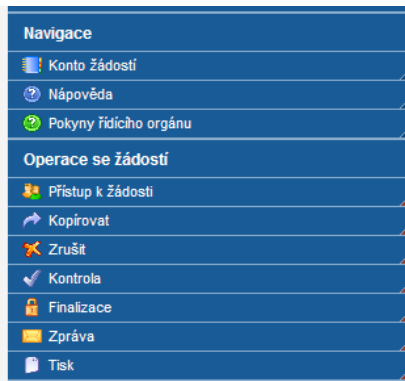 Navigace
Konto žádostí
Nápověda
Pokyny řídícího orgánu
Operace se žádostí
Přístup k žádosti
Kopírovat
Zrušit
Kontrola
Finalizace
Zpráva
Tisk